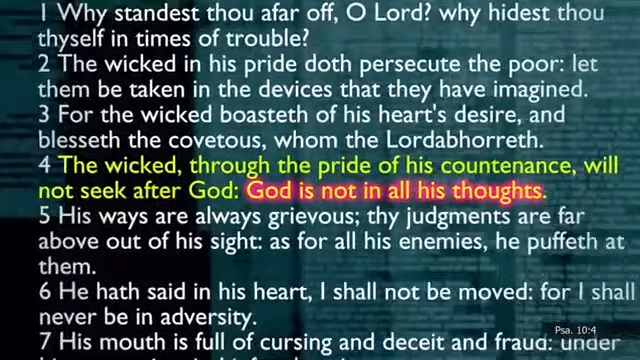 1 Why standest thou afar off, O Lord? why hidest thou
thyself in times of trouble?
2 The wicked in his pride doth persecute the poor: let
them be taken in the devices that they have imagined.
3 For the wicked boasteth of his heart's desire, and
blesseth the covetous, whom the Lordabhorreth.
4 The wicked, through the pride of his countenance, will
not seek after God: God is not in all his thoughts.
5 His ways are always grievous; thy judgments are far
above out of his sight: as for all his enemies, he puffeth at
them.
6 He hath said in his heart, I shall not be moved: for I shall
never be in adversity.
Psa. 10:4
7 His mouth is full of cursing and deceit and fraud: under